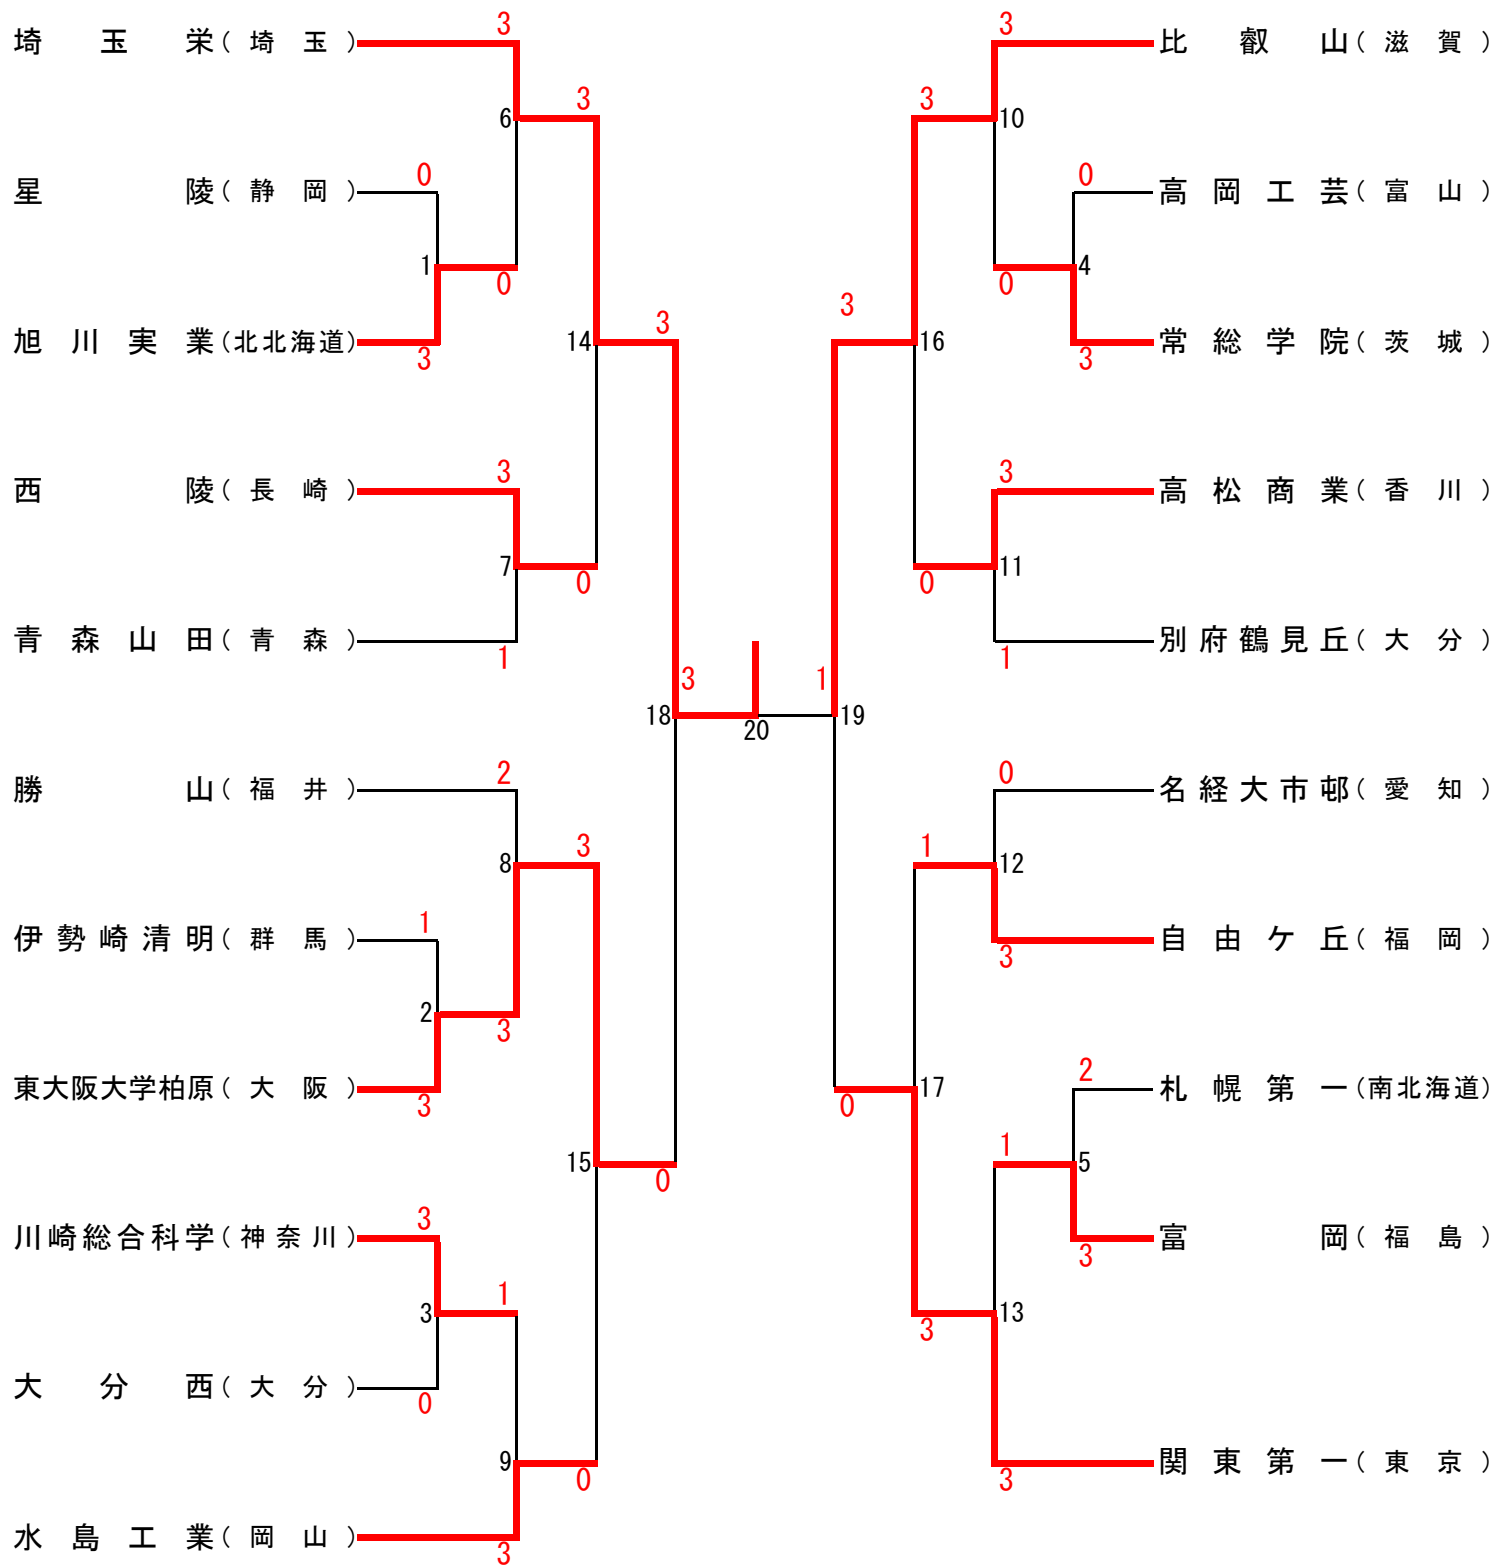 3
3
埼玉栄(埼玉)
比叡山(滋賀)
3
3
6
10
0
0
星陵(静岡)
高岡工芸(富山)
1
4
0
3
0
旭川実業(北北海道)
3
14
3
16
常総学院(茨城)
3
3
3
西陵(長崎)
高松商業(香川)
7
11
0
0
青森山田(青森)
別府鶴見丘(大分)
1
1
3
1
18
20
19
2
0
勝山(福井)
名経大市邨(愛知)
3
1
8
12
1
伊勢崎清明(群馬)
自由ケ丘(福岡)
3
2
3
2
東大阪大学柏原(大阪)
札幌第一(南北海道)
3
0
17
1
15
5
0
3
川崎総合科学(神奈川)
富岡(福島)
3
1
3
13
3
大分西(大分)
0
9
関東第一(東京)
0
3
水島工業(岡山)
3